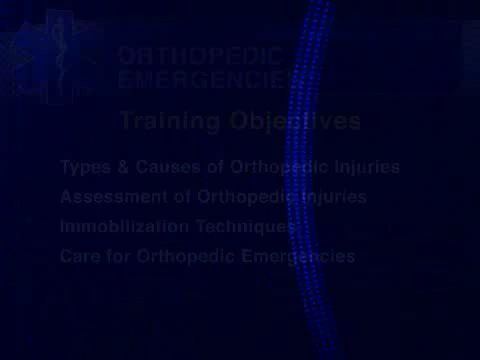 ORTHOPEDIC
EMERGENCIES
Training Objectives
Types & Causes of Orthopedic Injuries
Assessment of Orthopedic Injuries
Immobilization Techniques
Care for Orthopedic Emergencies